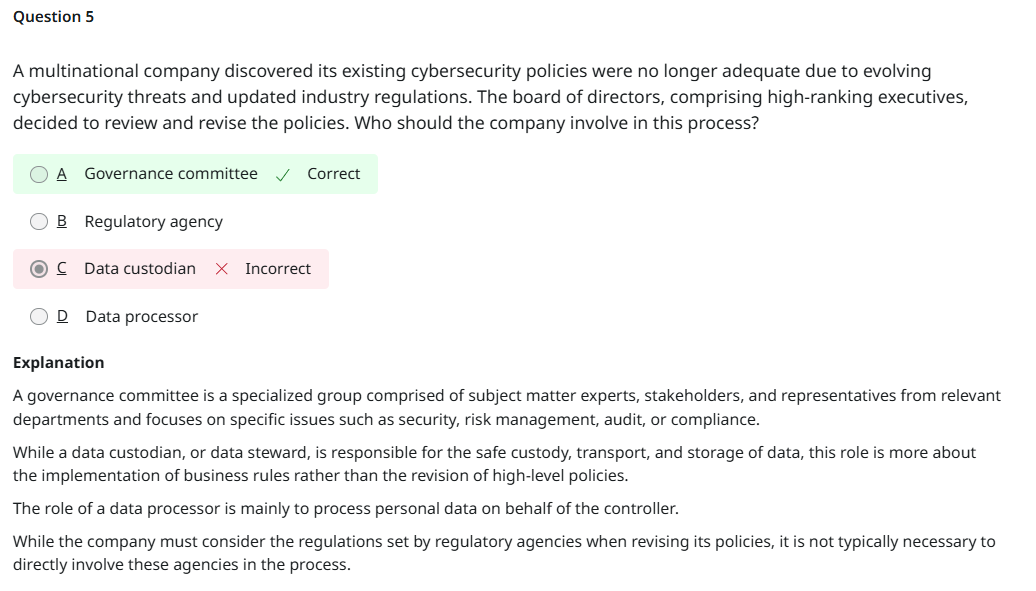 Question 5
A multinational company discovered its existing cybersecurity policies were no longer adequate due to evolving
cybersecurity threats and updated industry regulations. The board of directors, comprising high-ranking executives,
decided to review and revise the policies. Who should the company involve in this process?
A Governance committee ✓ Correct
B Regulatory agency
C Data custodian ✕ Incorrect
D Data processor
Explanation
A governance committee is a specialized group comprised of subject matter experts, stakeholders, and representatives from relevant
departments and focuses on specific issues such as security, risk management, audit, or compliance.
While a data custodian, or data steward, is responsible for the safe custody, transport, and storage of data, this role is more about
the implementation of business rules rather than the revision of high-level policies.
The role of a data processor is mainly to process personal data on behalf of the controller.
While the company must consider the regulations set by regulatory agencies when revising its policies, it is not typically necessary to
directly involve these agencies in the process.